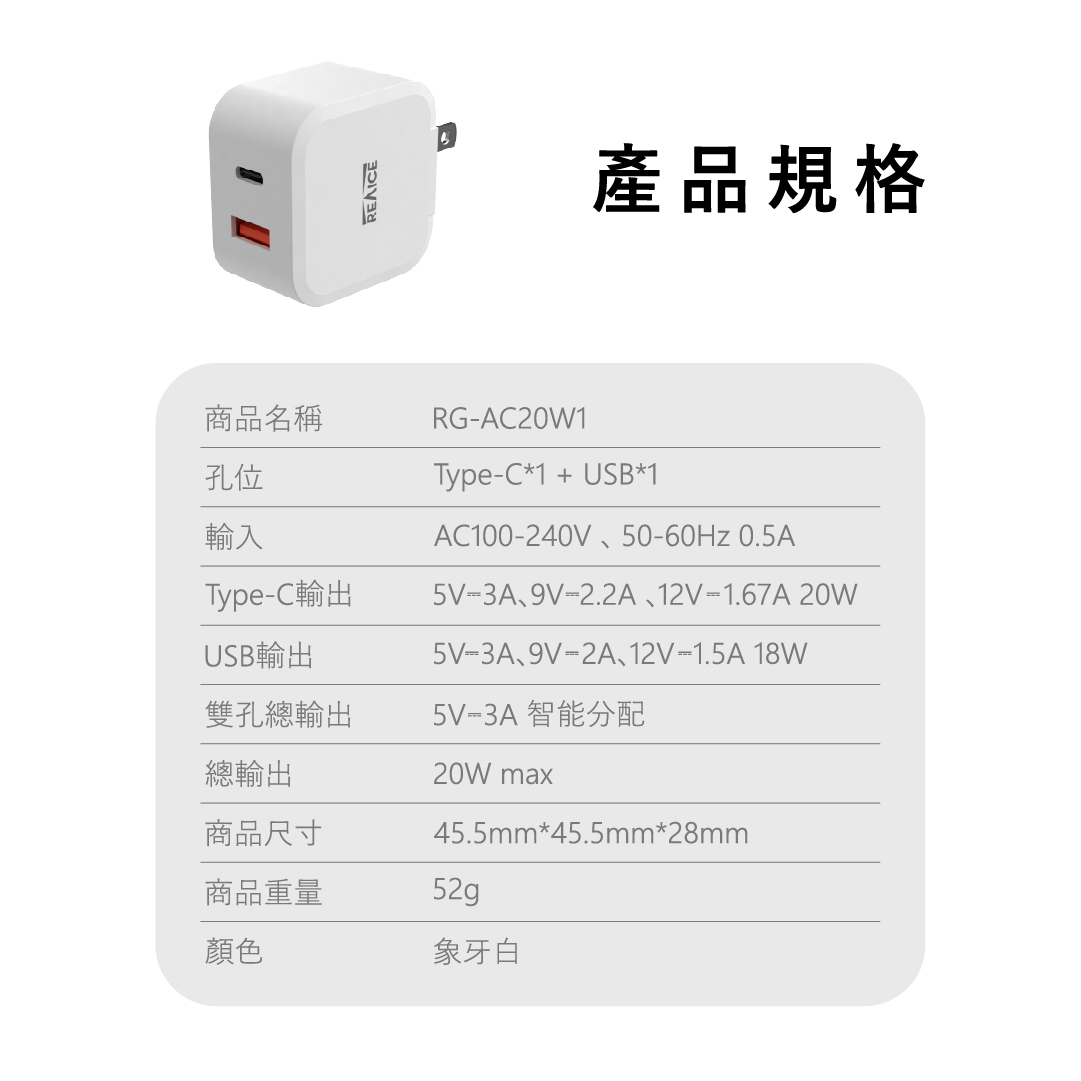 REAICE
產品規格
商品名稱 RG-AC20W1
孔位 Type-C*1 + USB*1
輸入 AC100-240V 、 50-60Hz 0.5A
Type-C輸出 5V⎓3A、9V⎓2.2A 、12V⎓1.67A 20W
USB輸出 5V⎓3A、9V⎓2A、12V⎓1.5A 18W
雙孔總輸出 5V⎓3A 智能分配
總輸出 20W max
商品尺寸 45.5mm*45.5mm*28mm
商品重量 52g
顏色 象牙白